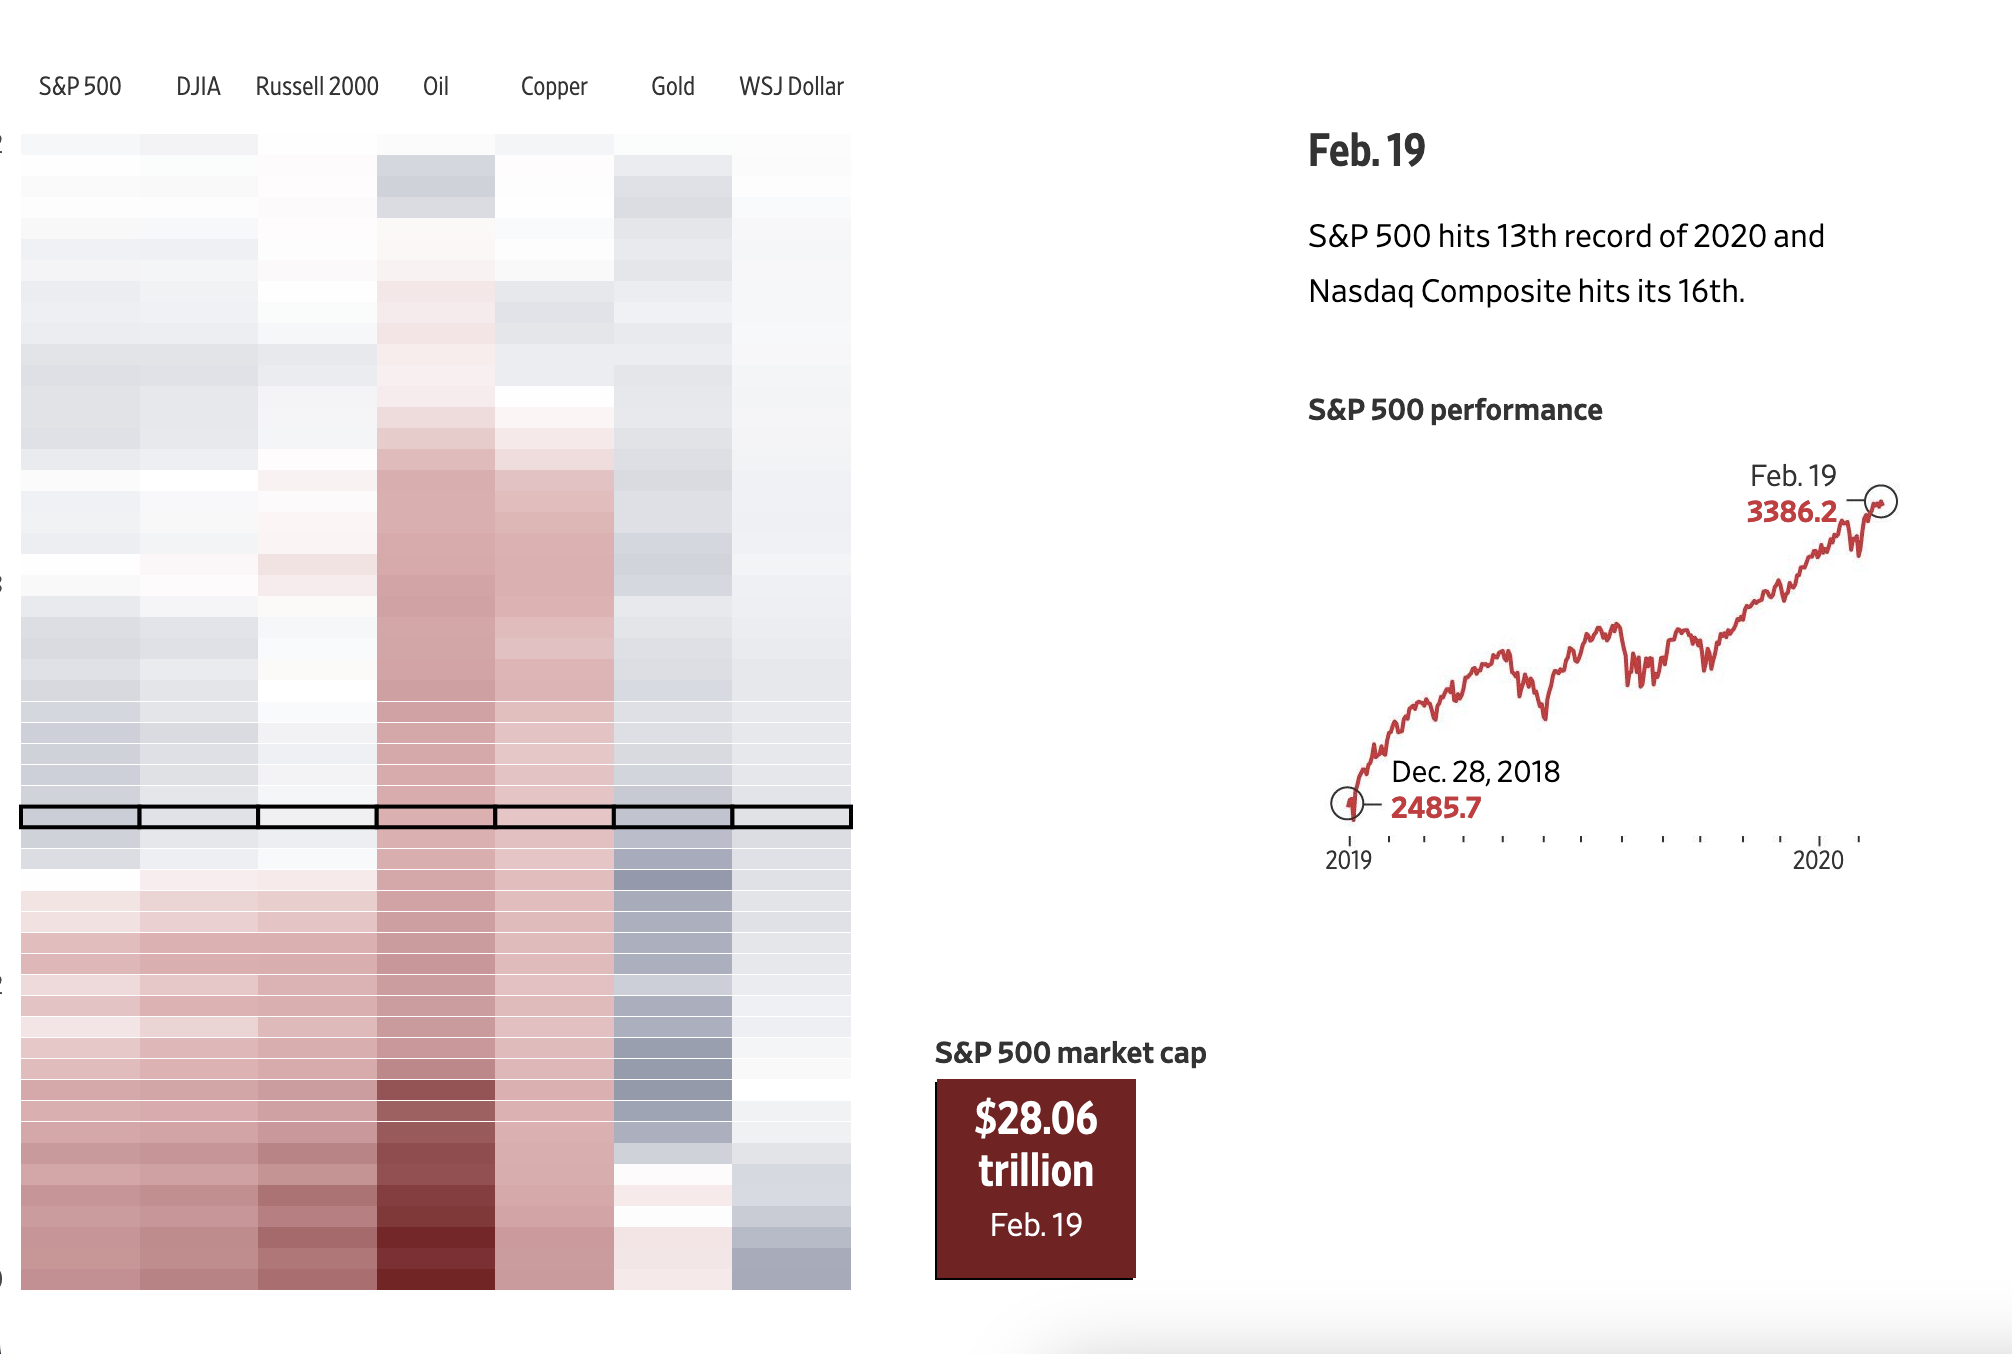 S&P 500 DJIA Russell 2000 Oil Copper Gold WSJ Dollar
Feb. 19
S&P 500 hits 13th record of 2020 and
Nasdaq Composite hits its 16th.
S&P 500 performance
Feb. 19
3386.2
Dec. 28, 2018
2485.7
2019 2020
S&P 500 market cap
$28.06
trillion
Feb. 19